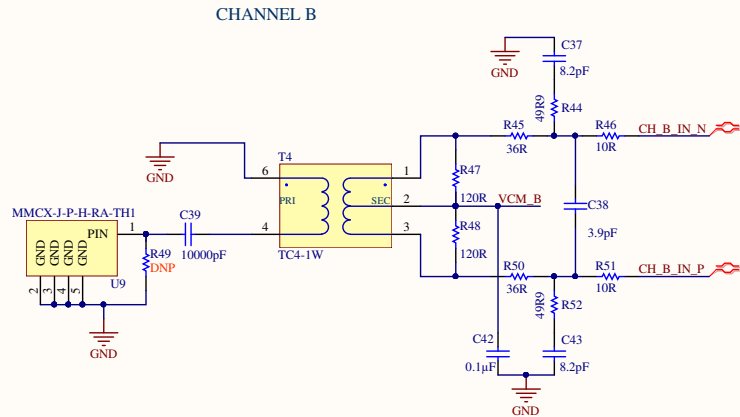 CHANNEL B
C37
8.2pF
GND
49R9
R44
R45
36R
R46
10R
CH_B_IN_N
GND
6
T4
1
PRI
SEC
2
4
3
TC4-1W
R47
120R
VCM_B
R48
120R
C38
3.9pF
MMCX-J-P-H-RA-TH1
PIN
1
GND
GND
GND
GND
2
3
4
5
U9
C39
10000pF
R49
DNP
GND
R50
36R
R51
10R
CH_B_IN_P
49R9
R52
C42
0.1µF
C43
8.2pF
GND